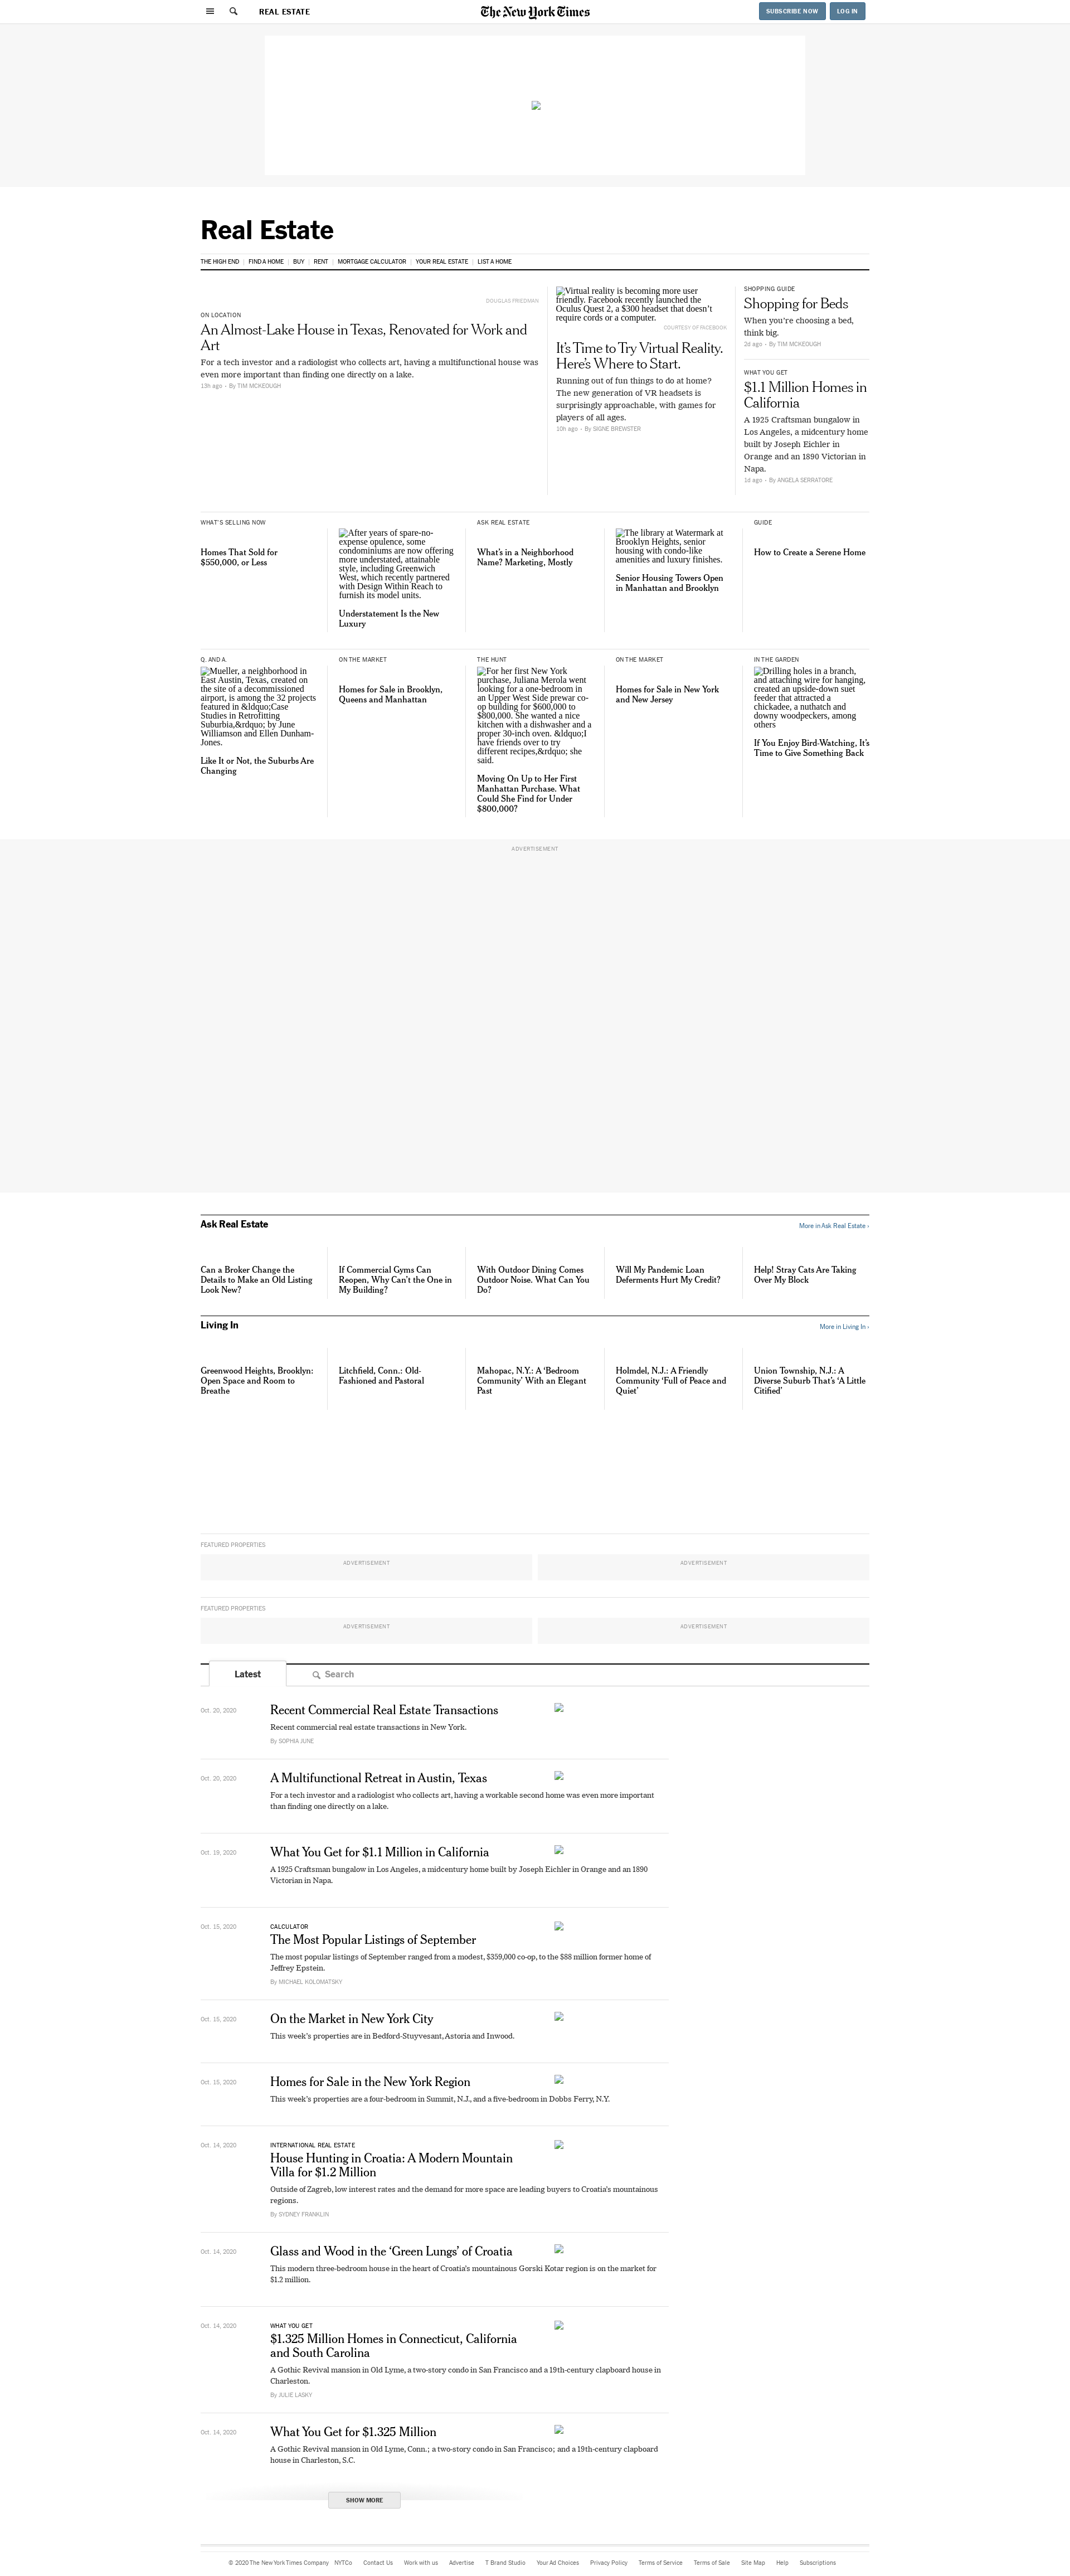 REAL ESTATE
The New York Times
SUBSCRIBE NOW
LOG IN
Real Estate
THE HIGH END
FIND A HOME
BUY
RENT
MORTGAGE CALCULATOR
YOUR REAL ESTATE
LIST A HOME
DOUGLAS FRIEDMAN
ON LOCATION
An Almost-Lake House in Texas, Renovated for Work and
Art
For a tech investor and a radiologist who collects art, having a multifunctional house was
even more important than finding one directly on a lake.
13h ago - By TIM MCKEOUGH
Virtual reality is becoming more user
friendly. Facebook recently launched the
Oculus Quest 2, a $300 headset that doesn’t
require cords or a computer.
COURTESY OF FACEBOOK
It’s Time to Try Virtual Reality.
Here’s Where to Start.
Running out of fun things to do at home?
The new generation of VR headsets is
surprisingly approachable, with games for
players of all ages.
10h ago - By SIGNE BREWSTER
SHOPPING GUIDE
Shopping for Beds
When you’re choosing a bed,
think big.
2d ago - By TIM MCKEOUGH
WHAT YOU GET
$1.1 Million Homes in
California
A 1925 Craftsman bungalow in
Los Angeles, a midcentury home
built by Joseph Eichler in
Orange and an 1890 Victorian in
Napa.
1d ago - By ANGELA SERRATORE
WHAT’S SELLING NOW
Homes That Sold for
$550,000, or Less
After years of spare-no-
expense opulence, some
condominiums are now offering
more understated, attainable
style, including Greenwich
West, which recently partnered
with Design Within Reach to
furnish its model units.
Understatement Is the New
Luxury
ASK REAL ESTATE
What’s in a Neighborhood
Name? Marketing, Mostly
The library at Watermark at
Brooklyn Heights, senior
housing with condo-like
amenities and luxury finishes.
Senior Housing Towers Open
in Manhattan and Brooklyn
GUIDE
How to Create a Serene Home
Q. AND A.
Mueller, a neighborhood in
East Austin, Texas, created on
the site of a decommissioned
airport, is among the 32 projects
featured in &ldquo;Case
Studies in Retrofitting
Suburbia,&rdquo; by June
Williamson and Ellen Dunham-
Jones.
Like It or Not, the Suburbs Are
Changing
ON THE MARKET
Homes for Sale in Brooklyn,
Queens and Manhattan
THE HUNT
For her first New York
purchase, Juliana Merola went
looking for a one-bedroom in
an Upper West Side prewar co-
op building for $600,000 to
$800,000. She wanted a nice
kitchen with a dishwasher and a
proper 30-inch oven. &ldquo;I
have friends over to try
different recipes,&rdquo; she
said.
Moving On Up to Her First
Manhattan Purchase. What
Could She Find for Under
$800,000?
ON THE MARKET
Homes for Sale in New York
and New Jersey
IN THE GARDEN
Drilling holes in a branch,
and attaching wire for hanging,
created an upside-down suet
feeder that attracted a
chickadee, a nuthatch and
downy woodpeckers, among
others
If You Enjoy Bird-Watching, It’s
Time to Give Something Back
ADVERTISEMENT
Ask Real Estate
More in Ask Real Estate ›
Can a Broker Change the
Details to Make an Old Listing
Look New?
If Commercial Gyms Can
Reopen, Why Can’t the One in
My Building?
With Outdoor Dining Comes
Outdoor Noise. What Can You
Do?
Will My Pandemic Loan
Deferments Hurt My Credit?
Help! Stray Cats Are Taking
Over My Block
Living In
More in Living In ›
Greenwood Heights, Brooklyn:
Open Space and Room to
Breathe
Litchfield, Conn.: Old-
Fashioned and Pastoral
Mahopac, N.Y.: A ‘Bedroom
Community’ With an Elegant
Past
Holmdel, N.J.: A Friendly
Community ‘Full of Peace and
Quiet’
Union Township, N.J.: A
Diverse Suburb That’s ‘A Little
Citified’
FEATURED PROPERTIES
ADVERTISEMENT
ADVERTISEMENT
FEATURED PROPERTIES
ADVERTISEMENT
ADVERTISEMENT
Latest
Search
Oct. 20, 2020
Recent Commercial Real Estate Transactions
Recent commercial real estate transactions in New York.
By SOPHIA JUNE
Oct. 20, 2020
A Multifunctional Retreat in Austin, Texas
For a tech investor and a radiologist who collects art, having a workable second home was even more important
than finding one directly on a lake.
Oct. 19, 2020
What You Get for $1.1 Million in California
A 1925 Craftsman bungalow in Los Angeles, a midcentury home built by Joseph Eichler in Orange and an 1890
Victorian in Napa.
Oct. 15, 2020
CALCULATOR
The Most Popular Listings of September
The most popular listings of September ranged from a modest, $359,000 co-op, to the $88 million former home of
Jeffrey Epstein.
By MICHAEL KOLOMATSKY
Oct. 15, 2020
On the Market in New York City
This week’s properties are in Bedford-Stuyvesant, Astoria and Inwood.
Oct. 15, 2020
Homes for Sale in the New York Region
This week’s properties are a four-bedroom in Summit, N.J., and a five-bedroom in Dobbs Ferry, N.Y.
Oct. 14, 2020
INTERNATIONAL REAL ESTATE
House Hunting in Croatia: A Modern Mountain
Villa for $1.2 Million
Outside of Zagreb, low interest rates and the demand for more space are leading buyers to Croatia’s mountainous
regions.
By SYDNEY FRANKLIN
Oct. 14, 2020
Glass and Wood in the ‘Green Lungs’ of Croatia
This modern three-bedroom house in the heart of Croatia’s mountainous Gorski Kotar region is on the market for
$1.2 million.
Oct. 14, 2020
WHAT YOU GET
$1.325 Million Homes in Connecticut, California
and South Carolina
A Gothic Revival mansion in Old Lyme, a two-story condo in San Francisco and a 19th-century clapboard house in
Charleston.
By JULIE LASKY
Oct. 14, 2020
What You Get for $1.325 Million
A Gothic Revival mansion in Old Lyme, Conn.; a two-story condo in San Francisco; and a 19th-century clapboard
house in Charleston, S.C.
SHOW MORE
© 2020 The New York Times Company
NYTCo
Contact Us
Work with us
Advertise
T Brand Studio
Your Ad Choices
Privacy Policy
Terms of Service
Terms of Sale
Site Map
Help
Subscriptions